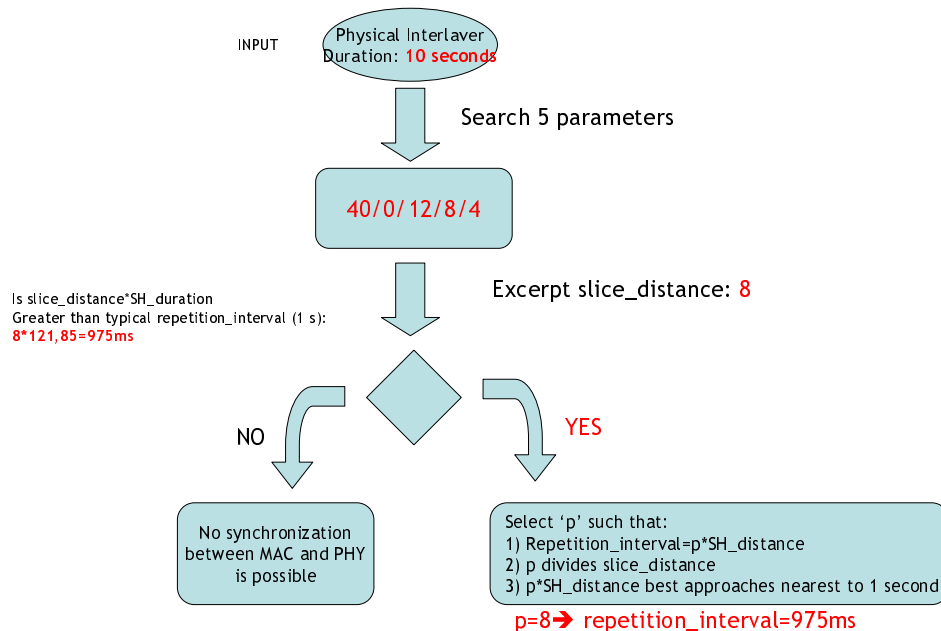 INPUT
Physical Interlaver
Duration: 10 seconds
Search 5 parameters
40/0/12/8/4
Excerpt slice_distance: 8
Is slice_distance*SH_duration
Greater than typical repetition_interval (1 s):
8*121,85=975ms
NO
YES
No synchronization
between MAC and PHY
is possible
Select ‘p’ such that:
1) Repetition_interval=p*SH_distance
2) p divides slice_distance
3) p*SH_distance best approaches nearest to 1 second
p=8➔ repetition_interval=975ms